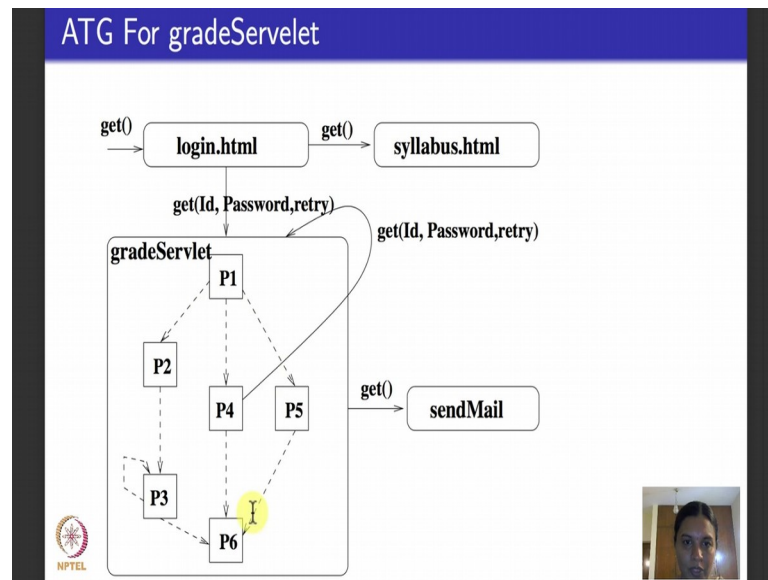 ATG For gradeServelet
get()
login.html
get()
syllabus.html
get(Id, Password,retry)
get(Id, Password,retry)
gradeServlet
P1
P2
P4
P5
get()
sendMail
P3
P6
NPTEL